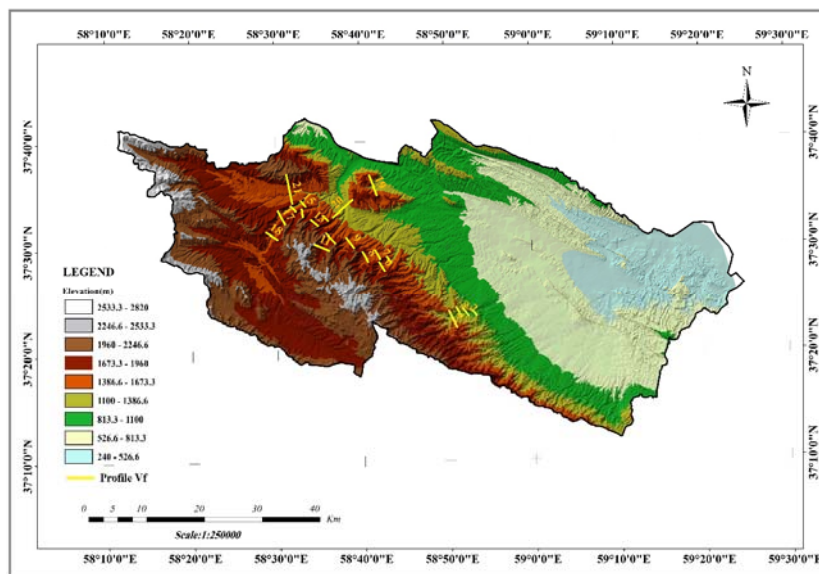 58°10'0"E 58°20'0"E 58°30'0"E 58°40'0"E 58°50'0"E 59°0'0"E 59°10'0"E 59°20'0"E 59°30'0"E
N
37°40'0"N 37°40'0"N
37°30'0"N 37°30'0"N
37°20'0"N 37°20'0"N
37°10'0"N 37°10'0"N
LEGEND
Elevation(m)
2533.3 - 2820
2246.6 - 2533.3
1960 - 2246.6
1673.3 - 1960
1386.6 - 1673.3
1100 - 1386.6
813.3 - 1100
526.6 - 813.3
240 - 526.6
Profile Vf
0 5 10 20 30 40
Km
Scale:1:250000
58°10'0"E 58°20'0"E 58°30'0"E 58°40'0"E 58°50'0"E 59°0'0"E 59°10'0"E 59°20'0"E 59°30'0"E